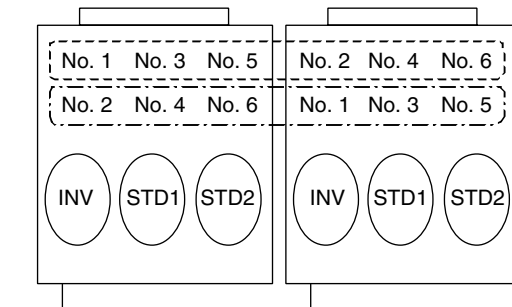 No. 1 No. 3 No. 5 No. 2 No. 4 No. 6
No. 2 No. 4 No. 6 No. 1 No. 3 No. 5
INV STD1 STD2 INV STD1 STD2